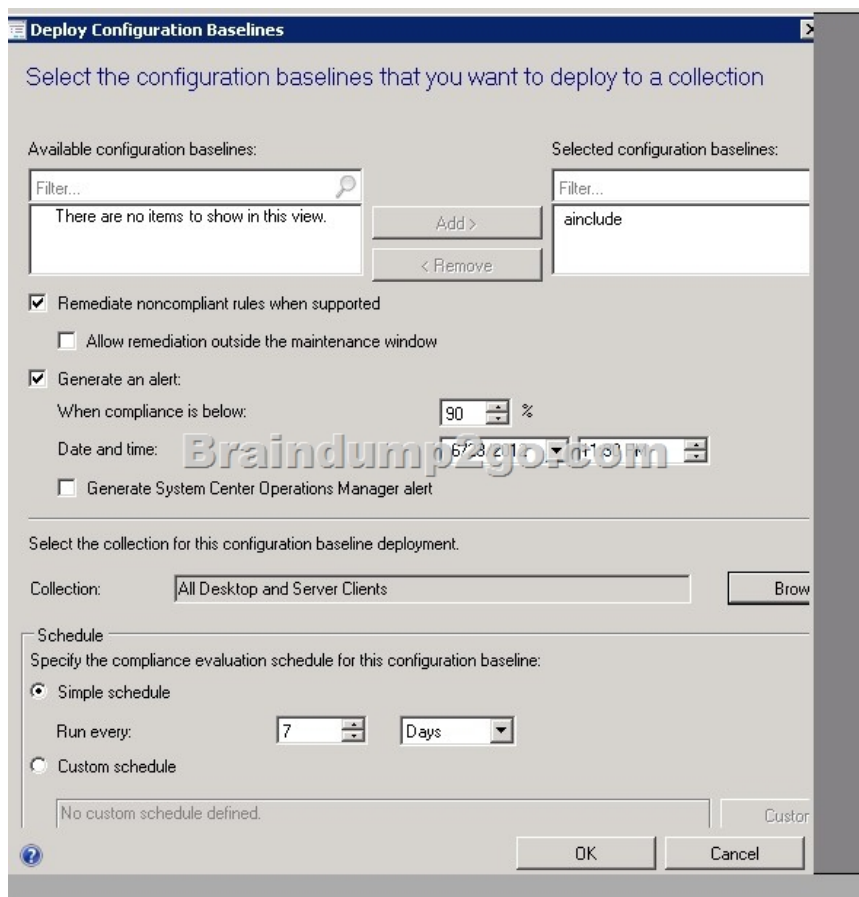 Deploy Configuration Baselines
Select the configuration baselines that you want to deploy to a collection
Available configuration baselines:
Selected configuration baselines:
Filter...
Filter...
There are no items to show in this view.
Add >
ainclude
< Remove
Remediate noncompliant rules when supported
Allow remediation outside the maintenance window
Generate an alert:
When compliance is below:
90
%
Date and time:
Braindump2go.com
Generate System Center Operations Manager alert
Select the collection for this configuration baseline deployment.
Collection:
All Desktop and Server Clients
Brow
Schedule
Specify the compliance evaluation schedule for this configuration baseline:
Simple schedule
Run every:
7
Days
Custom schedule
No custom schedule defined.
Custor
OK
Cancel